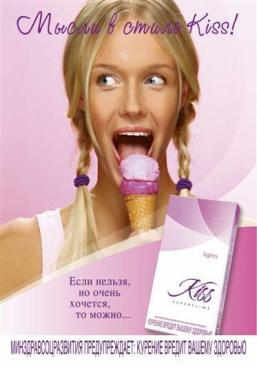 Мысли в стиле Kiss!
Если нельзя,
но очень
хочется,
то можно...
lights
Kiss
SUPERSLIMS
КУРЕНИЕ ВРЕДИТ ВАШЕМУ ЗДОРОВЬЮ
МИНЗДРАВСОЦРАЗВИТИЯ ПРЕДУПРЕЖДАЕТ: КУРЕНИЕ ВРЕДИТ ВАШЕМУ ЗДОРОВЬЮ